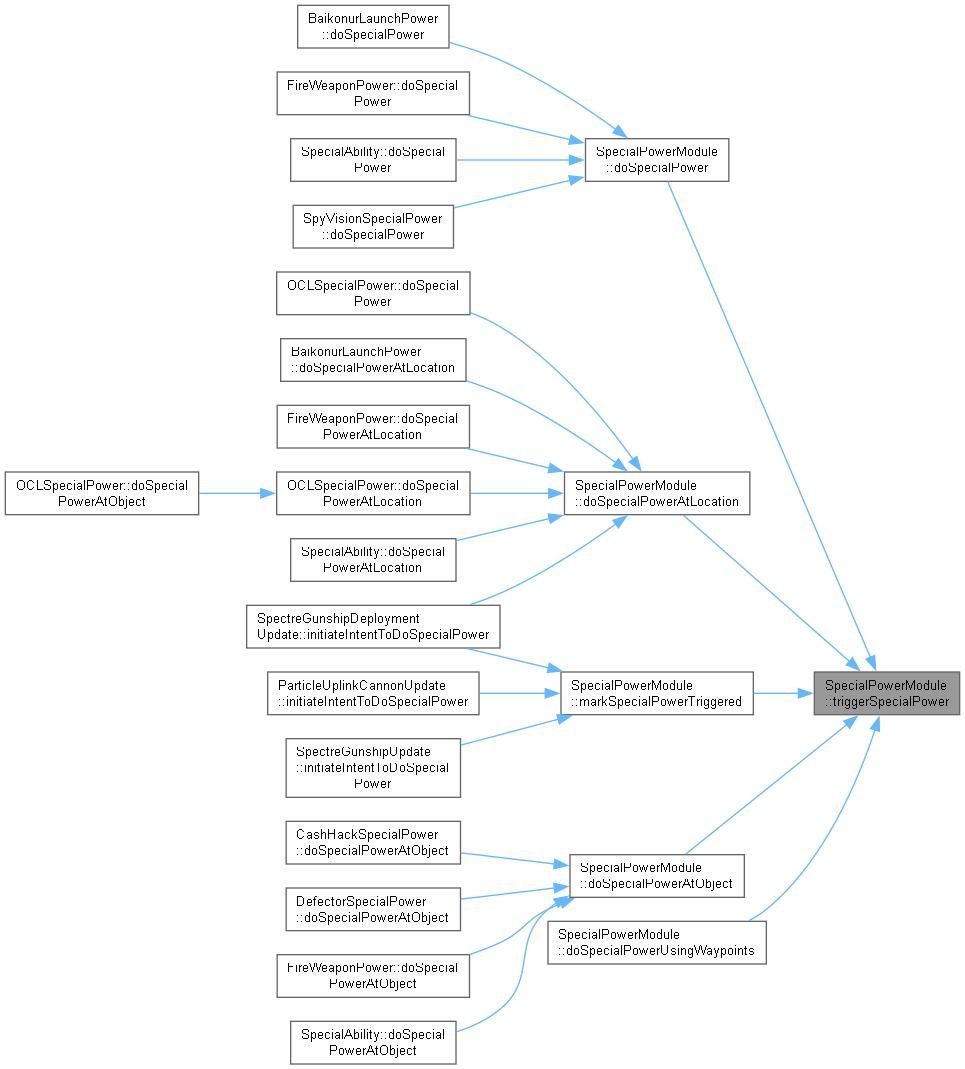 BaikonurLaunchPower
::doSpecialPower
FireWeaponPower::doSpecial
Power
SpecialAbility::doSpecial
Power
SpyVisionSpecialPower
::doSpecialPower
SpecialPowerModule
::doSpecialPower
OCLSpecialPower::doSpecial
Power
BaikonurLaunchPower
::doSpecialPowerAtLocation
FireWeaponPower::doSpecial
PowerAtLocation
OCLSpecialPower::doSpecial
PowerAtObject
OCLSpecialPower::doSpecial
PowerAtLocation
SpecialPowerModule
::doSpecialPowerAtLocation
SpecialAbility::doSpecial
PowerAtLocation
SpectreGunshipDeployment
Update::initiateIntentToDoSpecialPower
ParticleUplinkCannonUpdate
::initiateIntentToDoSpecialPower
SpecialPowerModule
::markSpecialPowerTriggered
SpecialPowerModule
::triggerSpecialPower
SpectreGunshipUpdate
::initiateIntentToDoSpecial
Power
CashHackSpecialPower
::doSpecialPowerAtObject
SpecialPowerModule
::doSpecialPowerAtObject
DefectorSpecialPower
::doSpecialPowerAtObject
SpecialPowerModule
::doSpecialPowerUsingWaypoints
FireWeaponPower::doSpecial
PowerAtObject
SpecialAbility::doSpecial
PowerAtObject